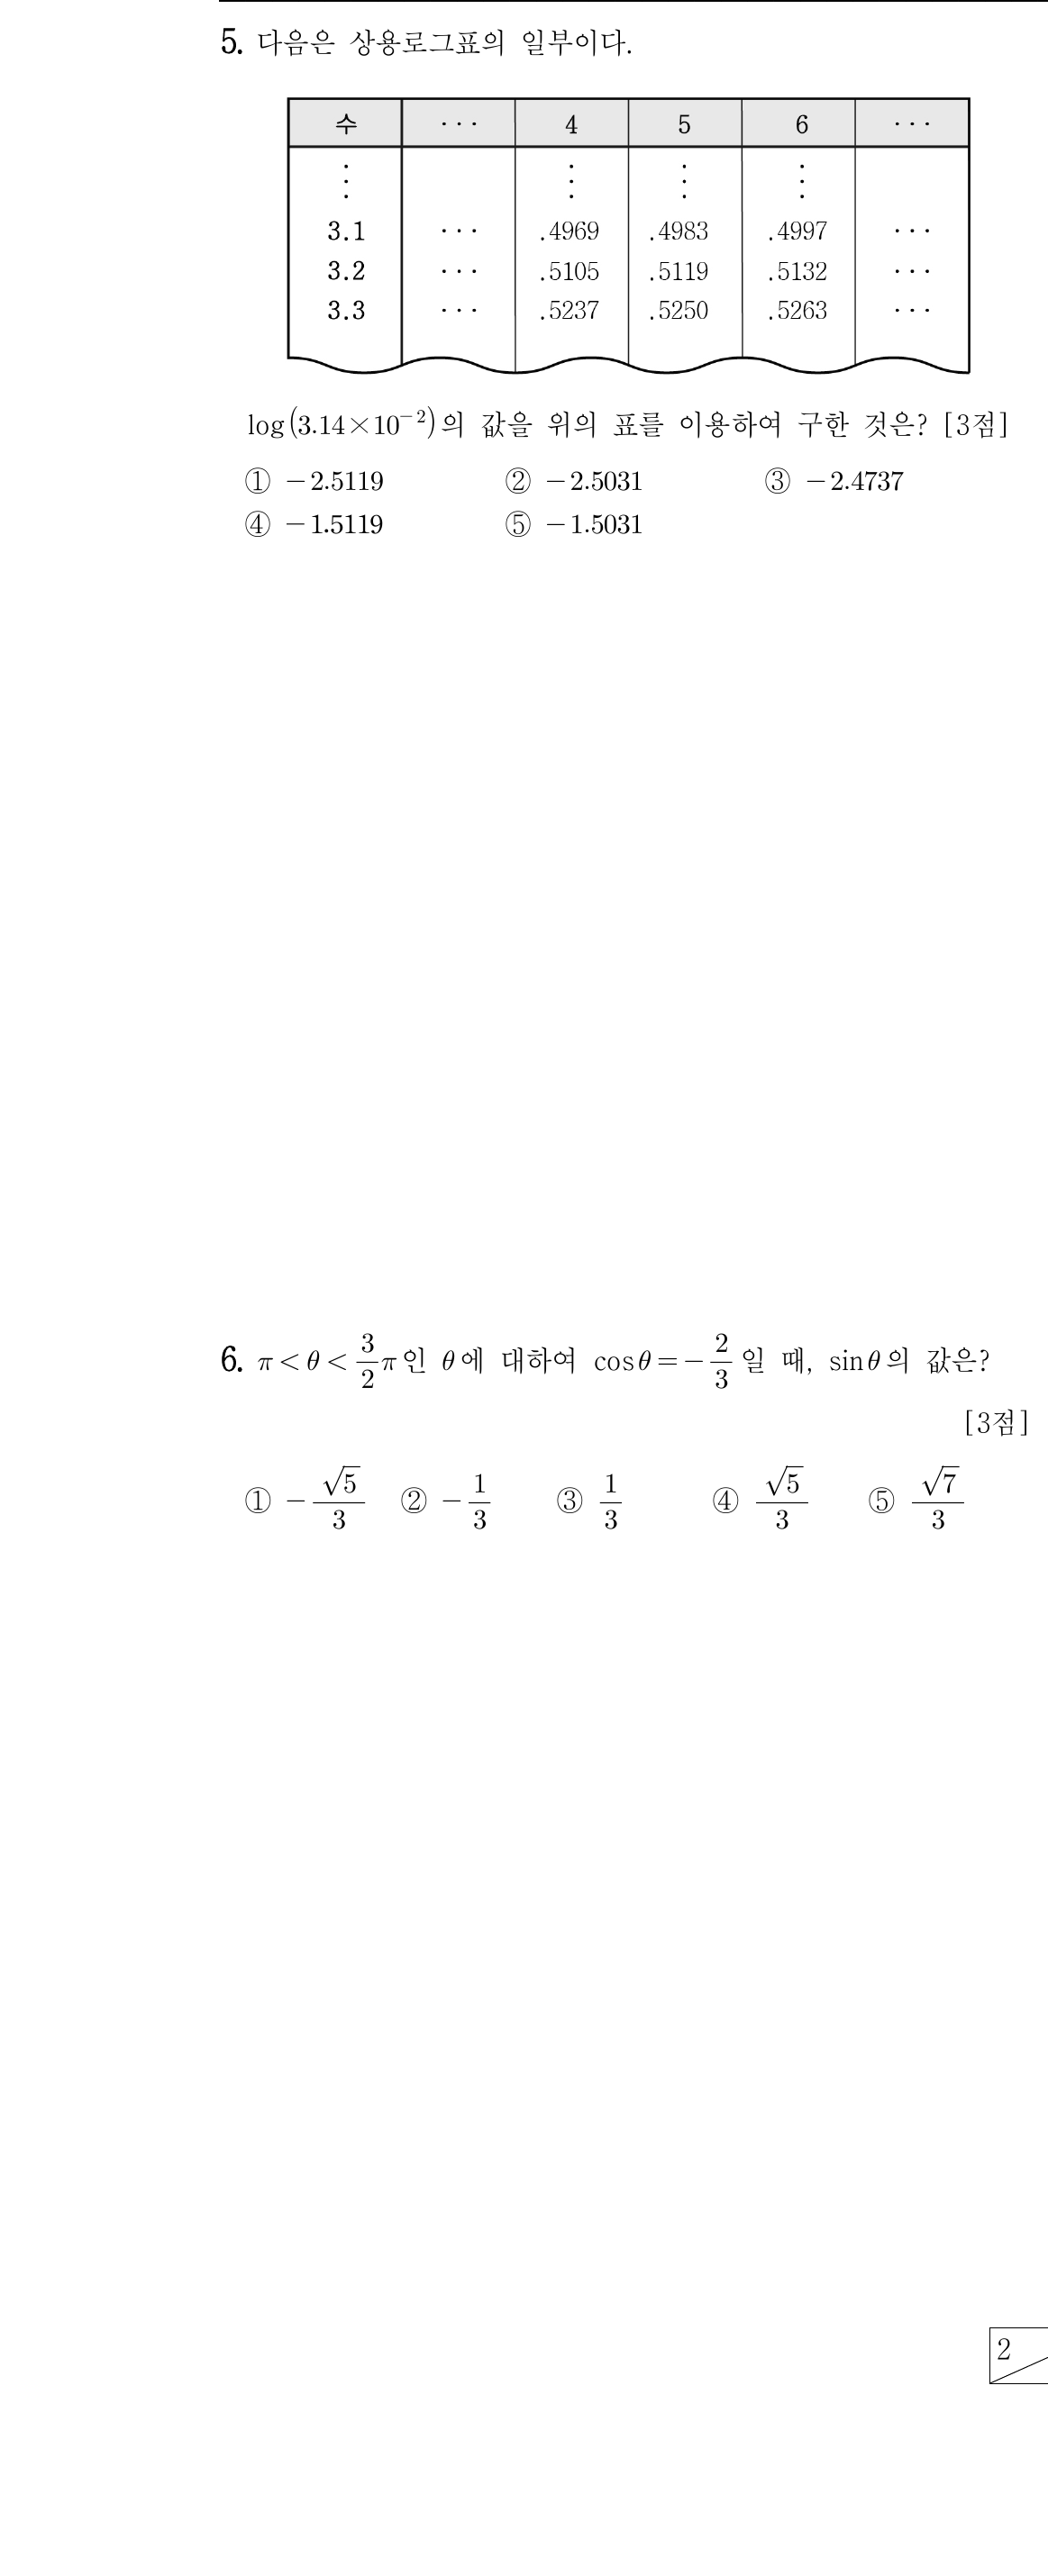 5. 다음은 상용로그표의 일부이다.
수 ⋯ 4 5 6 ⋯
⋮ ⋮ ⋮ ⋮
3.1 ⋯ .4969 .4983 .4997 ⋯
3.2 ⋯ .5105 .5119 .5132 ⋯
3.3 ⋯ .5237 .5250 .5263 ⋯
log(3.14×10⁻²)의 값을 위의 표를 이용하여 구한 것은? [3점]
① −2.5119 ② −2.5031 ③ −2.4737
④ −1.5119 ⑤ −1.5031
6. π<θ<3/2π인 θ에 대하여 cosθ=−2/3일 때, sinθ의 값은?
[3점]
① −√5/3 ② −1/3 ③ 1/3 ④ √5/3 ⑤ √7/3
2